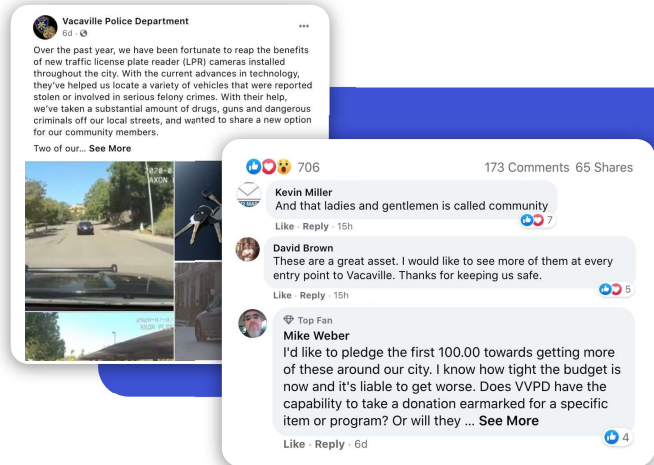 Vacaville Police Department
6d ·
Over the past year, we have been fortunate to reap the benefits
of new traffic license plate reader (LPR) cameras installed
throughout the city. With the current advances in technology,
they've helped us locate a variety of vehicles that were reported
stolen or involved in serious felony crimes. With their help,
we've taken a substantial amount of drugs, guns and dangerous
criminals off our local streets, and wanted to share a new option
for our community members.
Two of our... See More
AXON
706
173 Comments 65 Shares
Kevin Miller
And that ladies and gentlemen is called community
7
Like · Reply · 15h
David Brown
These are a great asset. I would like to see more of them at every
entry point to Vacaville. Thanks for keeping us safe.
5
Like · Reply · 15h
Top Fan
Mike Weber
I'd like to pledge the first 100.00 towards getting more
of these around our city. I know how tight the budget is
now and it's liable to get worse. Does VVPD have the
capability to take a donation earmarked for a specific
item or program? Or will they ... See More
4
Like · Reply · 6d